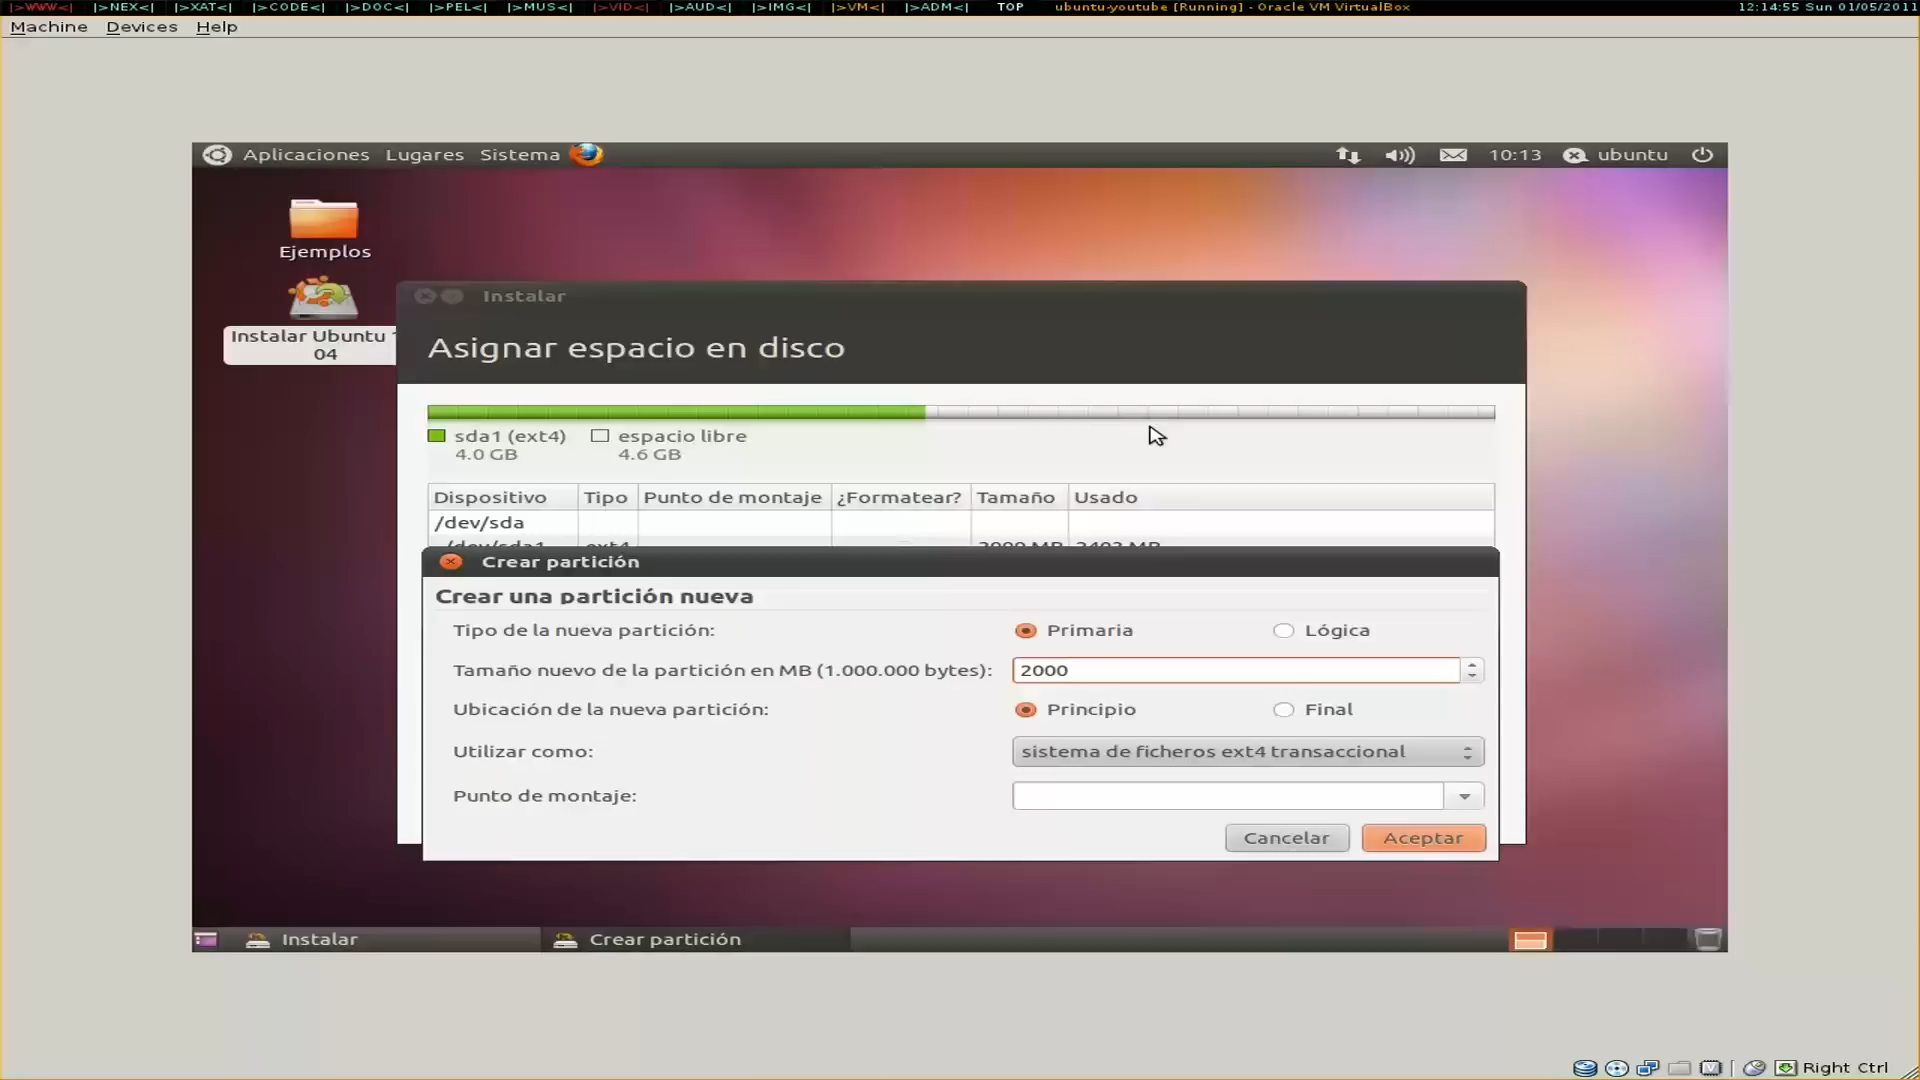 |>WWW<| |>NEX<| |>XAT<| |>CODE<| |>DOC<| |>PEL<| |>MUS<| |>VID<| |>AUD<| |>IMG<| |>VM<| |>ADM<| TOP ubuntu-youtube [Running] - Oracle VM VirtualBox 12:14:55 Sun 01/05/2011
Machine Devices Help
Aplicaciones Lugares Sistema 10:13 ubuntu
Ejemplos
Instalar Ubuntu
04
Instalar
Asignar espacio en disco
sda1 (ext4) espacio libre
4.0 GB 4.6 GB
Dispositivo Tipo Punto de montaje ¿Formatear? Tamaño Usado
/dev/sda
/dev/sda1 ext4
Crear partición
Crear una partición nueva
Tipo de la nueva partición: Primaria Lógica
Tamaño nuevo de la partición en MB (1.000.000 bytes): 2000
Ubicación de la nueva partición: Principio Final
Utilizar como: sistema de ficheros ext4 transaccional
Punto de montaje:
Cancelar Aceptar
Instalar Crear partición
Right Ctrl